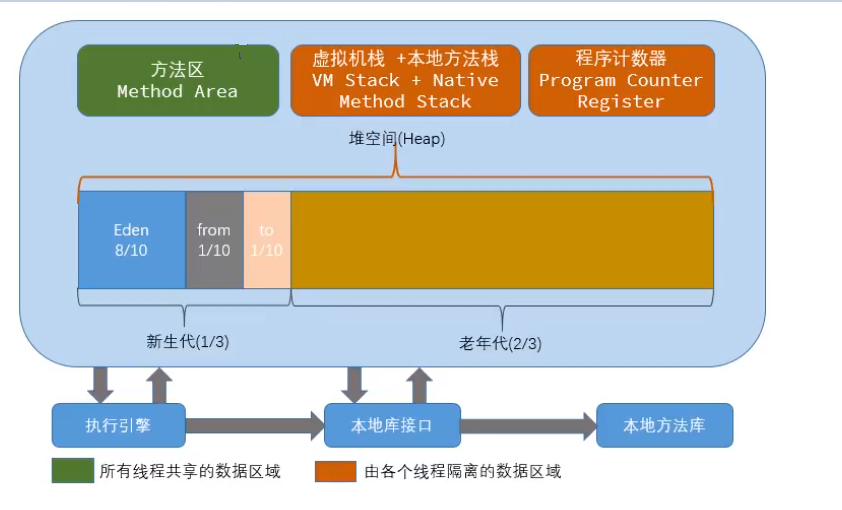 方法区
Method Area
虚拟机栈 +本地方法栈
VM Stack + Native
Method Stack
程序计数器
Program Counter
Register
堆空间(Heap)
Eden
8/10
from
1/10
to
1/10
新生代(1/3)
老年代(2/3)
执行引擎
本地库接口
本地方法库
所有线程共享的数据区域
由各个线程隔离的数据区域